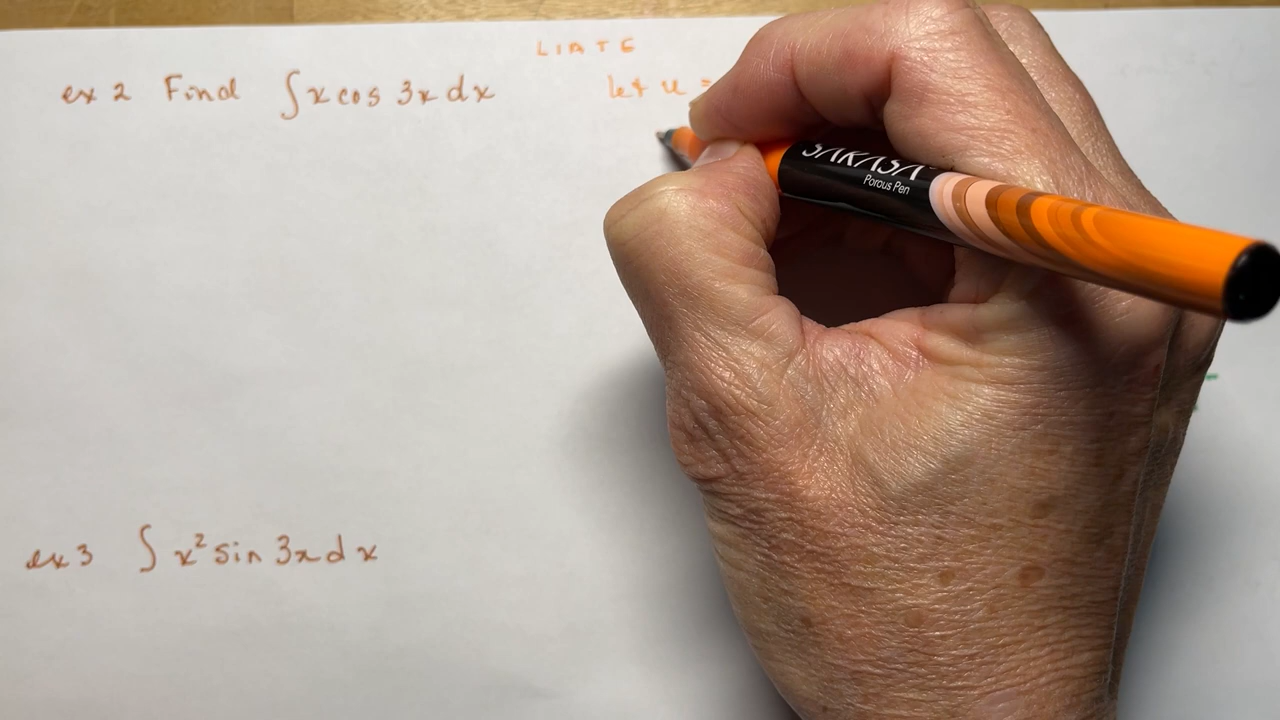 LIATE
ex 2 Find ∫x cos 3x dx let u =
SARASA
Porous Pen
ex 3 ∫ x² sin 3x dx